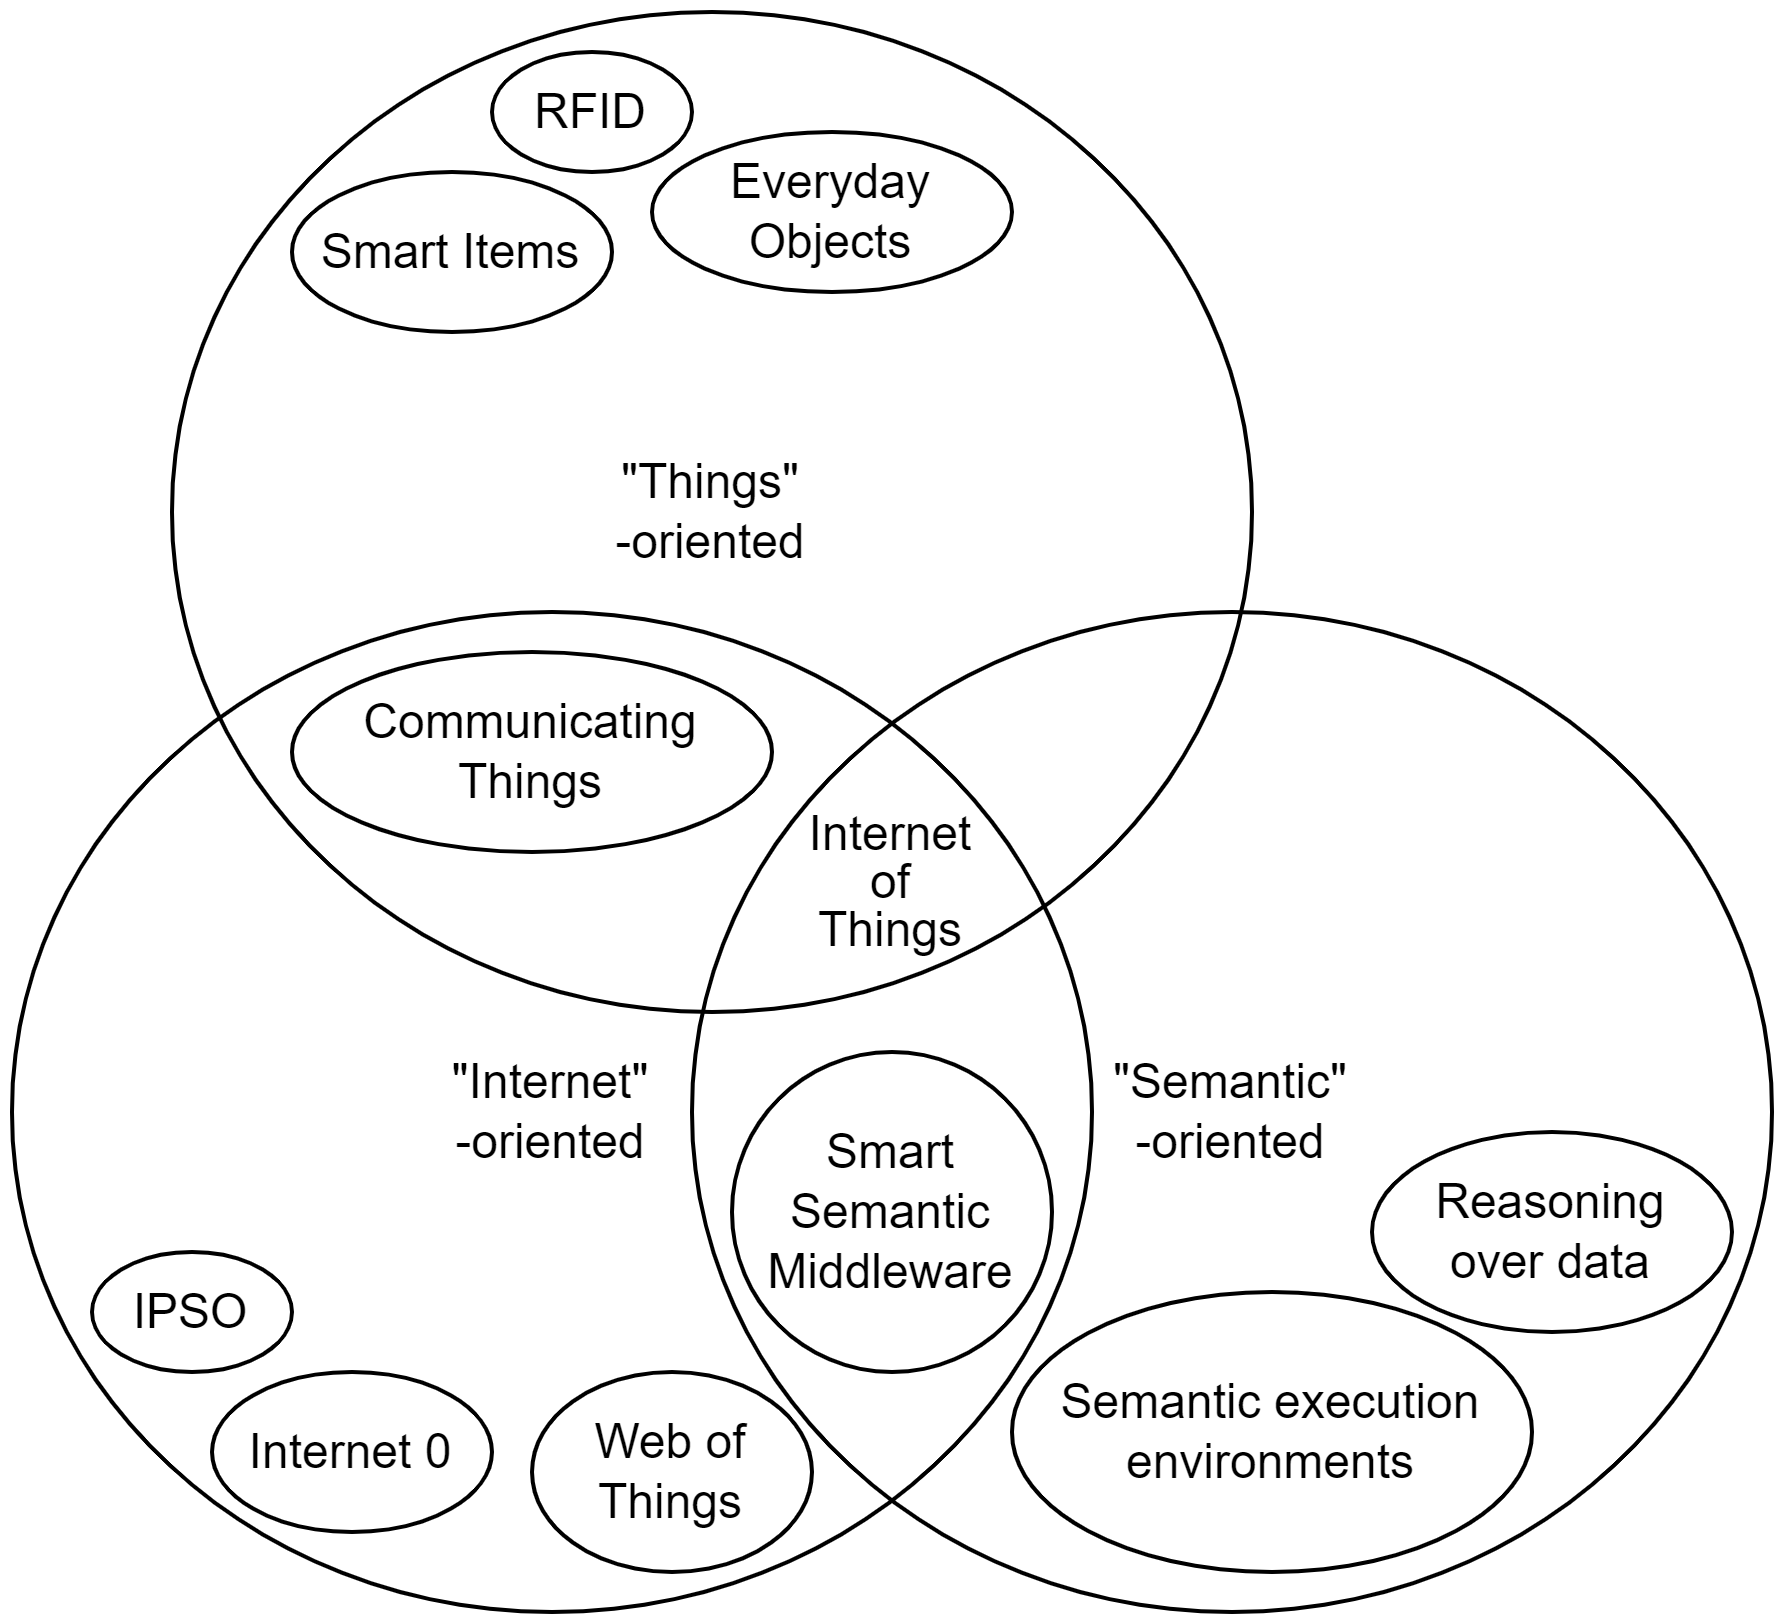 RFID
Everyday
Objects
Smart Items
"Things"
-oriented
Communicating
Things
Internet
of
Things
"Internet"
-oriented
"Semantic"
-oriented
Smart
Semantic
Middleware
Reasoning
over data
IPSO
Internet 0
Web of
Things
Semantic execution
environments